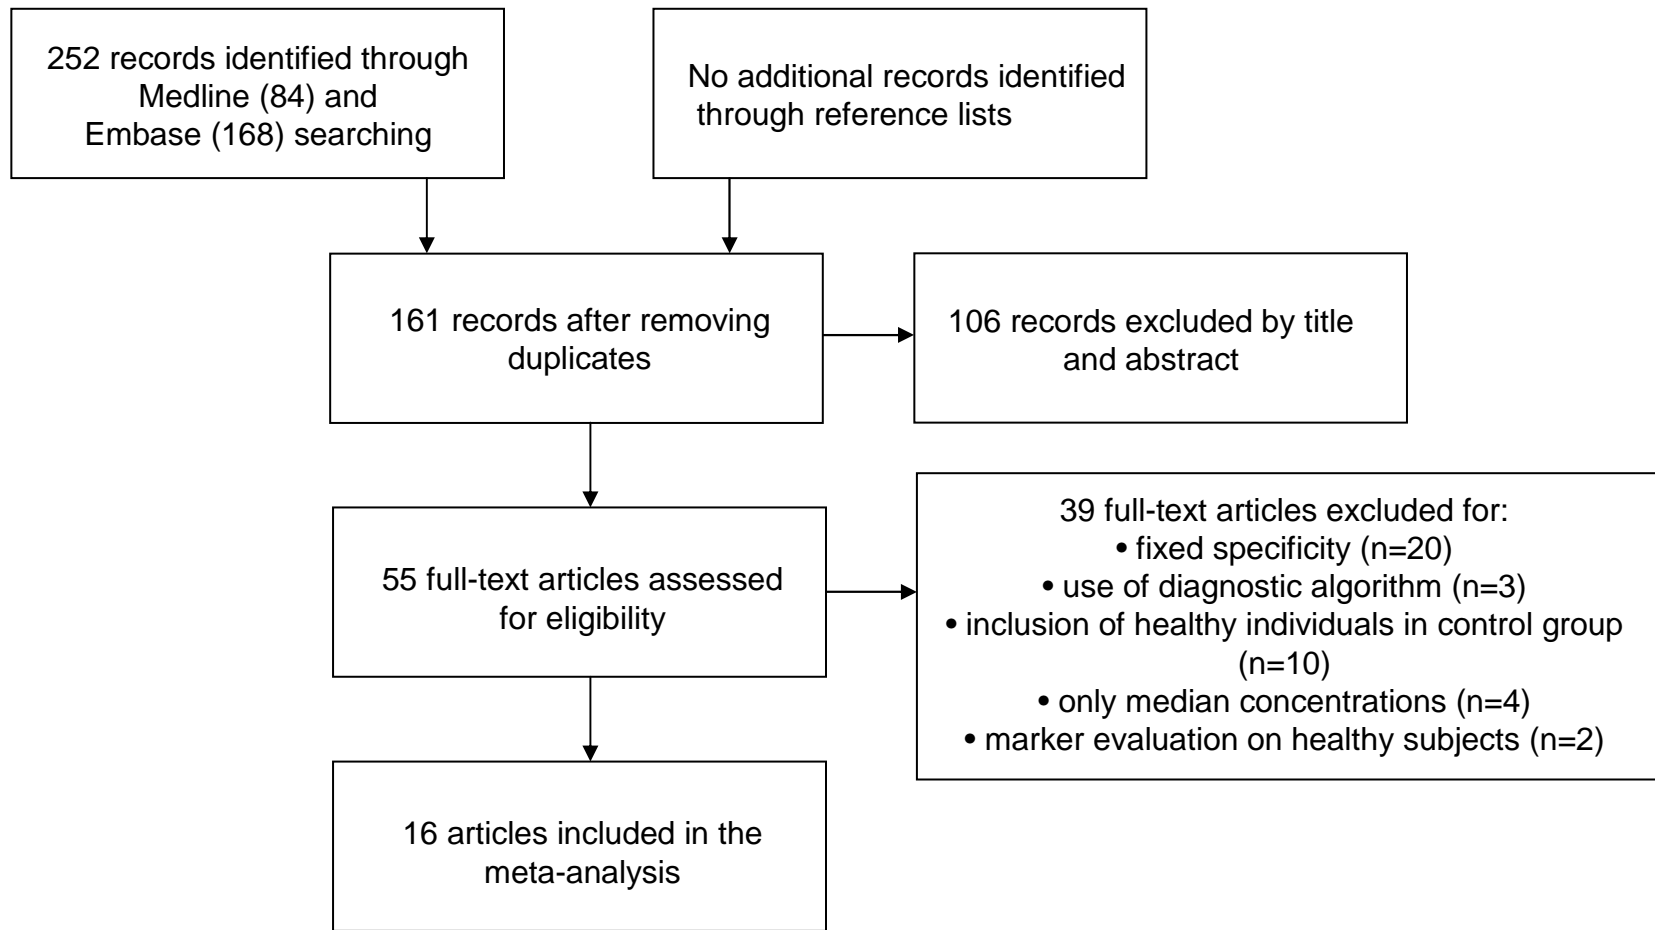 252 records identified through
Medline (84) and
Embase (168) searching
No additional records identified
through reference lists
161 records after removing
duplicates
106 records excluded by title
and abstract
55 full-text articles assessed
for eligibility
39 full-text articles excluded for:
• fixed specificity (n=20)
• use of diagnostic algorithm (n=3)
• inclusion of healthy individuals in control group
(n=10)
• only median concentrations (n=4)
• marker evaluation on healthy subjects (n=2)
16 articles included in the
meta-analysis